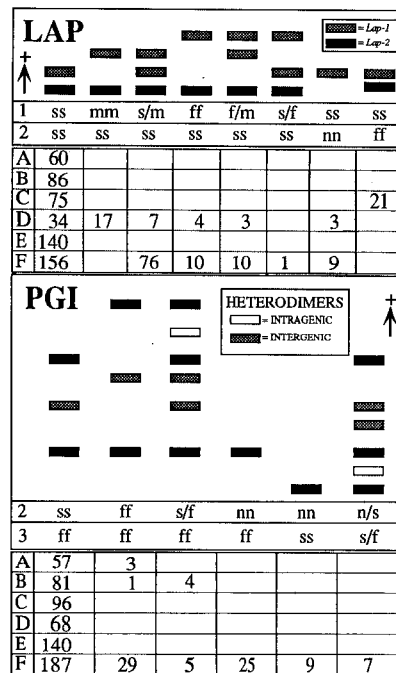 LAP
= Lap-1
= Lap-2
+
1 ss mm s/m ff f/m s/f ss ss
2 ss ss ss ss ss ss nn ff
A 60
B 86
C 75 21
D 34 17 7 4 3 3
E 140
F 156 76 10 10 1 9
PGI
HETERODIMERS
= INTRAGENIC
= INTERGENIC
+
2 ss ff s/f nn nn n/s
3 ff ff ff ff ss s/f
A 57 3
B 81 1 4
C 96
D 68
E 140
F 187 29 5 25 9 7